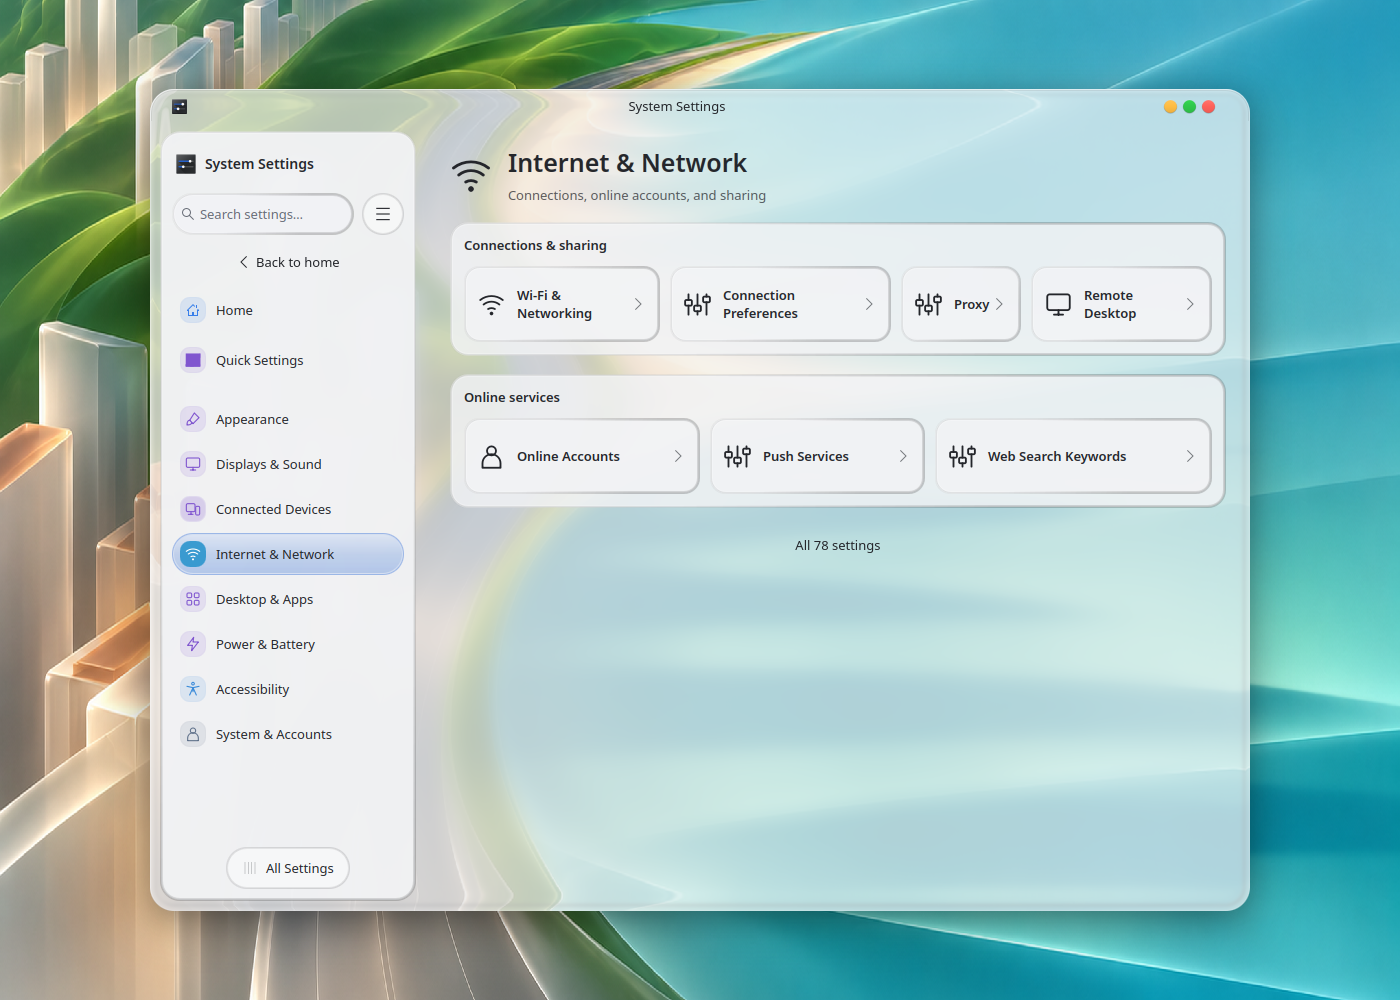 System Settings
System Settings
Search settings...
Back to home
Home
Quick Settings
Appearance
Displays & Sound
Connected Devices
Internet & Network
Desktop & Apps
Power & Battery
Accessibility
System & Accounts
All Settings
Internet & Network
Connections, online accounts, and sharing
Connections & sharing
Wi-Fi &
Networking
Connection
Preferences
Proxy
Remote
Desktop
Online services
Online Accounts
Push Services
Web Search Keywords
All 78 settings